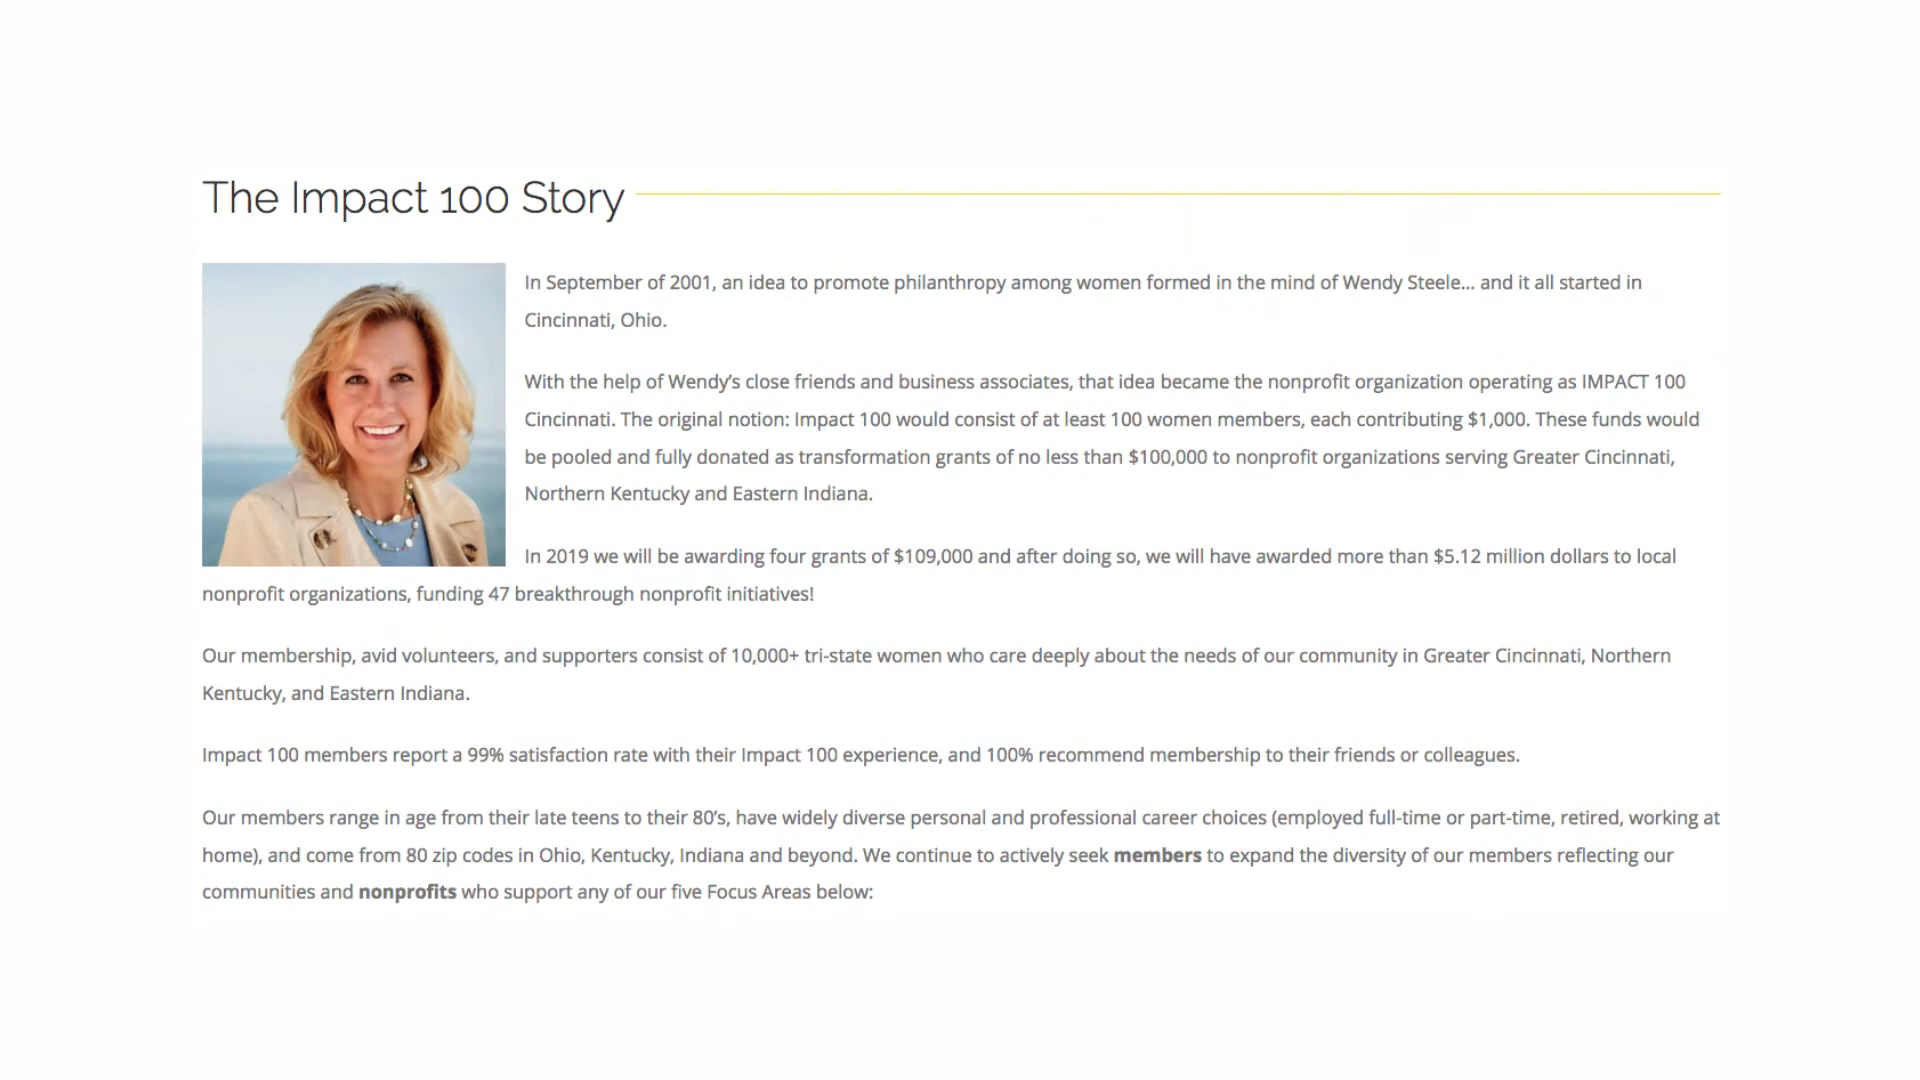 The Impact 100 Story
In September of 2001, an idea to promote philanthropy among women formed in the mind of Wendy Steele... and it all started in
Cincinnati, Ohio.
With the help of Wendy's close friends and business associates, that idea became the nonprofit organization operating as IMPACT 100
Cincinnati. The original notion: Impact 100 would consist of at least 100 women members, each contributing $1,000. These funds would
be pooled and fully donated as transformation grants of no less than $100,000 to nonprofit organizations serving Greater Cincinnati,
Northern Kentucky and Eastern Indiana.
In 2019 we will be awarding four grants of $109,000 and after doing so, we will have awarded more than $5.12 million dollars to local
nonprofit organizations, funding 47 breakthrough nonprofit initiatives!
Our membership, avid volunteers, and supporters consist of 10,000+ tri-state women who care deeply about the needs of our community in Greater Cincinnati, Northern
Kentucky, and Eastern Indiana.
Impact 100 members report a 99% satisfaction rate with their Impact 100 experience, and 100% recommend membership to their friends or colleagues.
Our members range in age from their late teens to their 80's, have widely diverse personal and professional career choices (employed full-time or part-time, retired, working at
home), and come from 80 zip codes in Ohio, Kentucky, Indiana and beyond. We continue to actively seek members to expand the diversity of our members reflecting our
communities and nonprofits who support any of our five Focus Areas below: